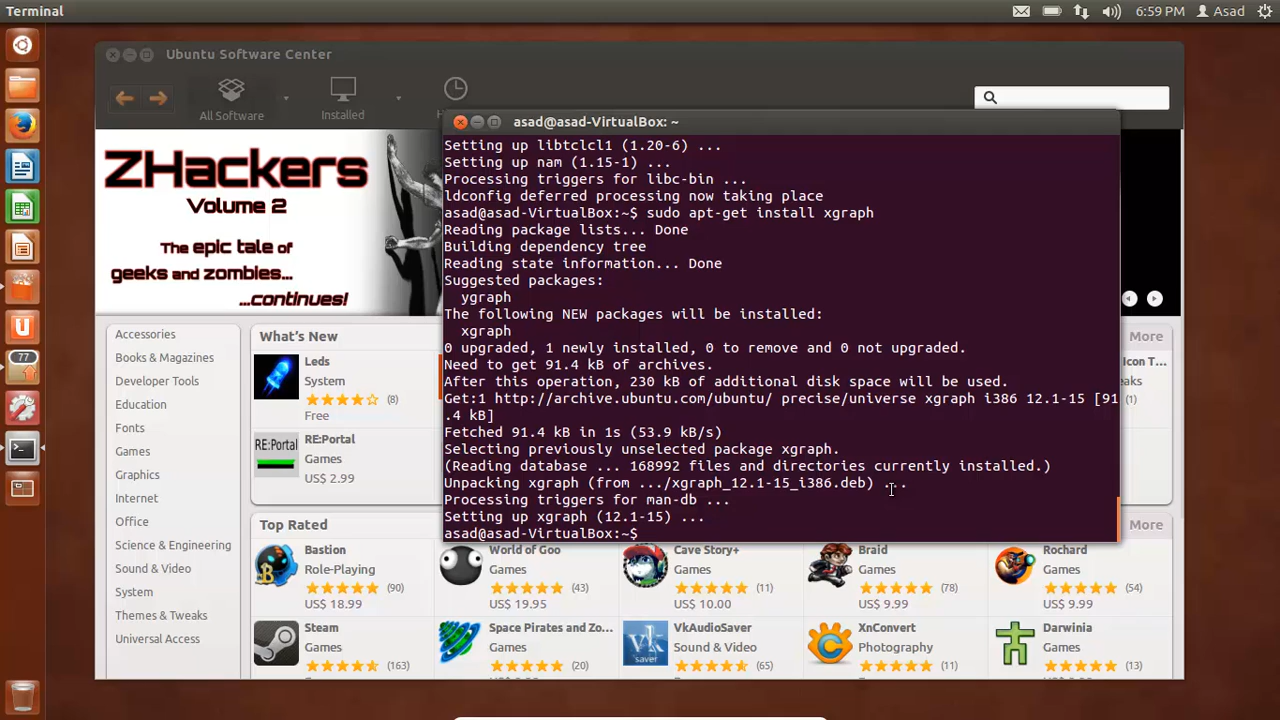 Terminal
6:59 PM
Asad
Ubuntu Software Center
All Software
Installed
ZHackers
Volume 2
The epic tale of
geeks and zombies...
...continues!
asad@asad-VirtualBox: ~
Setting up libtclcl1 (1.20-6) ...
Setting up nam (1.15-1) ...
Processing triggers for libc-bin ...
ldconfig deferred processing now taking place
asad@asad-VirtualBox:~$ sudo apt-get install xgraph
Reading package lists... Done
Building dependency tree
Reading state information... Done
Suggested packages:
ygraph
The following NEW packages will be installed:
xgraph
0 upgraded, 1 newly installed, 0 to remove and 0 not upgraded.
Need to get 91.4 kB of archives.
After this operation, 230 kB of additional disk space will be used.
Get:1 http://archive.ubuntu.com/ubuntu/ precise/universe xgraph i386 12.1-15 [91
.4 kB]
Fetched 91.4 kB in 1s (53.9 kB/s)
Selecting previously unselected package xgraph.
(Reading database ... 168992 files and directories currently installed.)
Unpacking xgraph (from .../xgraph_12.1-15_i386.deb) ...
Processing triggers for man-db ...
Setting up xgraph (12.1-15) ...
asad@asad-VirtualBox:~$
Accessories
Books & Magazines
Developer Tools
Education
Fonts
Games
Graphics
Internet
Office
Science & Engineering
Sound & Video
System
Themes & Tweaks
Universal Access
What's New
More
Leds
System
(8)
Free
RE:Portal
RE:Portal
Games
US$ 2.99
Icon T...
(1)
77
Top Rated
More
Bastion
Role-Playing
(90)
US$ 18.99
World of Goo
Games
(43)
US$ 19.95
Cave Story+
Games
(11)
US$ 10.00
Braid
Games
(78)
US$ 9.99
Rochard
Games
(54)
US$ 9.99
Steam
Games
(163)
Space Pirates and Zo...
Games
(20)
vk
saver
VkAudioSaver
Sound & Video
(65)
XnConvert
Photography
(11)
Darwinia
Games
(13)